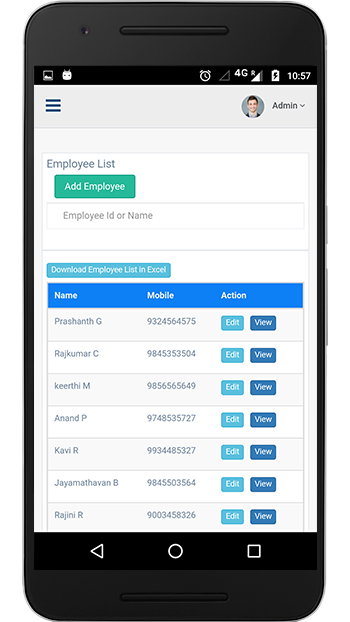 4G R 10:57
Admin
Employee List
Add Employee
Employee Id or Name
Download Employee List in Excel
Name Mobile Action
Prashanth G 9324564575 Edit View
Rajkumar C 9845353504 Edit View
keerthi M 9856565649 Edit View
Anand P 9748535727 Edit View
Kavi R 9934485327 Edit View
Jayamathavan B 9845503564 Edit View
Rajini R 9003458326 Edit View